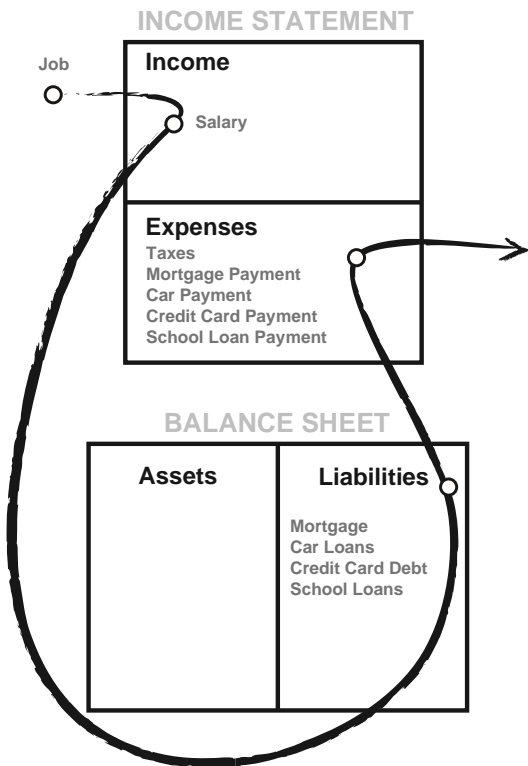 INCOME STATEMENT
Job
Income
Salary
Expenses
Taxes
Mortgage Payment
Car Payment
Credit Card Payment
School Loan Payment
BALANCE SHEET
Assets
Liabilities
Mortgage
Car Loans
Credit Card Debt
School Loans